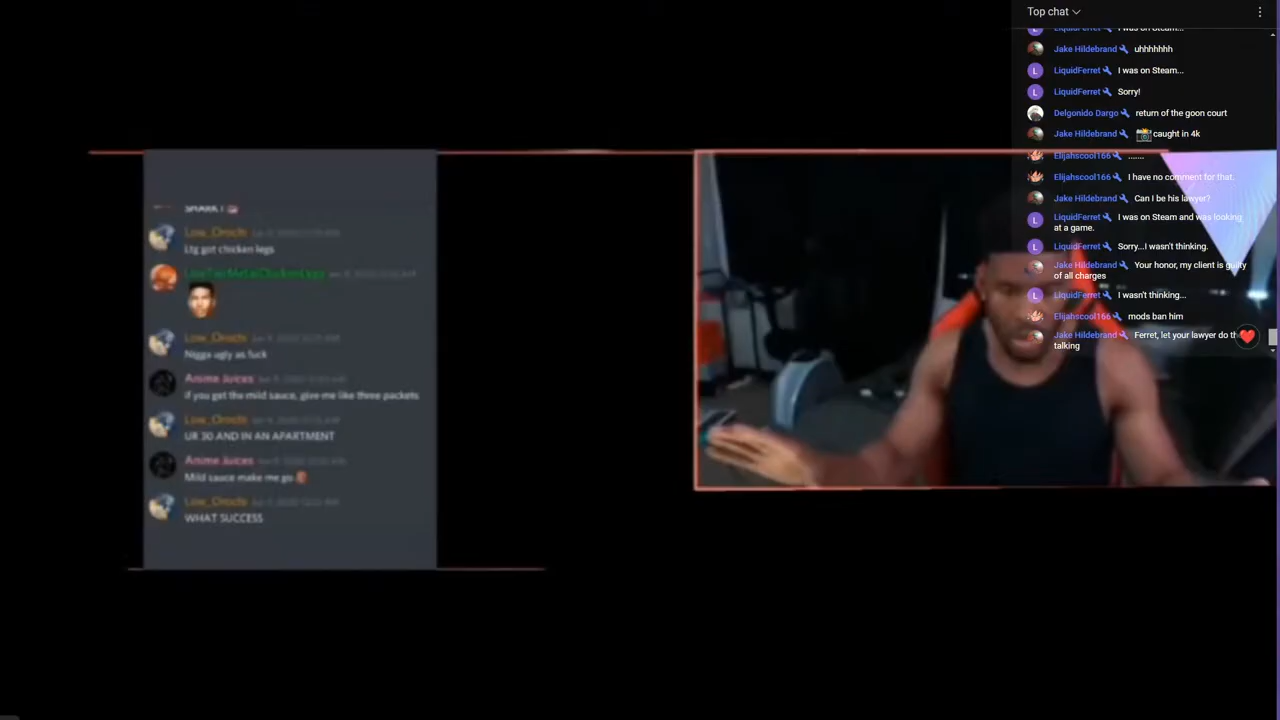 SHARK !
Low_Orochi
Ltg got chicken legs
Low_Orochi
Nigga ugly as fuck
Anime Juices
if you get the mild sauce, give me like three packets
Low_Orochi
UR 30 AND IN AN APARTMENT
Anime Juices
Mild sauce make me go
Low_Orochi
WHAT SUCCESS
Top chat
LiquidFerret I was on Steam...
Jake Hildebrand uhhhhhhh
LiquidFerret I was on Steam...
LiquidFerret Sorry!
Delgonido Dargo return of the goon court
Jake Hildebrand 📸 caught in 4k
Elijahscool166 .......
Elijahscool166 I have no comment for that.
Jake Hildebrand Can I be his lawyer?
LiquidFerret I was on Steam and was looking
at a game.
LiquidFerret Sorry...I wasn't thinking.
Jake Hildebrand Your honor, my client is guilty
of all charges
LiquidFerret I wasn't thinking...
Elijahscool166 mods ban him
Jake Hildebrand Ferret, let your lawyer do th
talking